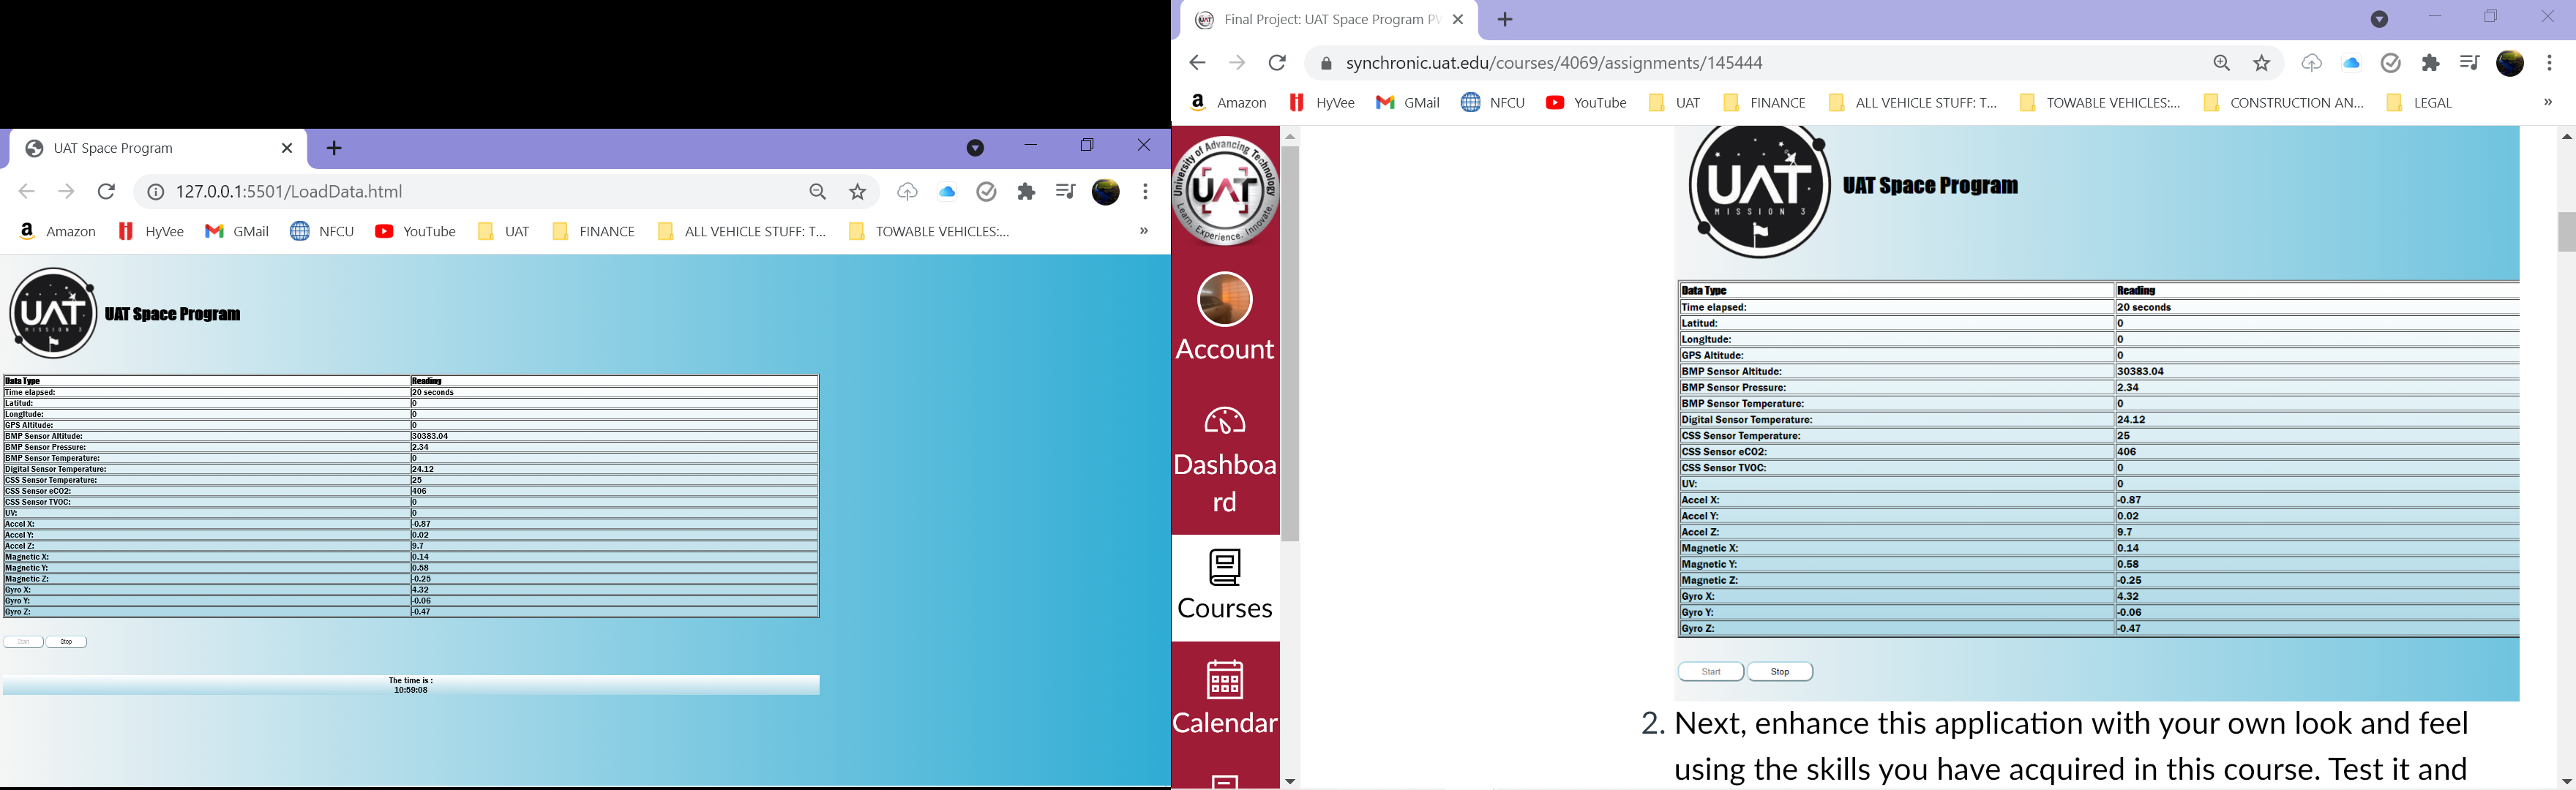 UAT Space Program
127.0.0.1:5501/LoadData.html
Amazon HyVee GMail NFCU YouTube UAT FINANCE ALL VEHICLE STUFF: T... TOWABLE VEHICLES:... »
UAT
MISSION 3
UAT Space Program
Data Type Reading
Time elapsed: 20 seconds
Latitud: 0
Longitude: 0
GPS Altitude: 0
BMP Sensor Altitude: 30383.04
BMP Sensor Pressure: 2.34
BMP Sensor Temperature: 0
Digital Sensor Temperature: 24.12
CSS Sensor Temperature: 25
CSS Sensor eCO2: 406
CSS Sensor TVOC: 0
UV: 0
Accel X: -0.87
Accel Y: 0.02
Accel Z: 9.7
Magnetic X: 0.14
Magnetic Y: 0.58
Magnetic Z: -0.25
Gyro X: 4.32
Gyro Y: -0.06
Gyro Z: -0.47
Start Stop
The time is :
10:59:08
Final Project: UAT Space Program PV
synchronic.uat.edu/courses/4069/assignments/145444
Amazon HyVee GMail NFCU YouTube UAT FINANCE ALL VEHICLE STUFF: T... TOWABLE VEHICLES:... CONSTRUCTION AN... LEGAL »
University of Advancing Technology
UAT
Learn. Experience. Innovate.
Account
Dashboa
rd
Courses
Calendar
UAT
MISSION 3
UAT Space Program
Data Type Reading
Time elapsed: 20 seconds
Latitud: 0
Longitude: 0
GPS Altitude: 0
BMP Sensor Altitude: 30383.04
BMP Sensor Pressure: 2.34
BMP Sensor Temperature: 0
Digital Sensor Temperature: 24.12
CSS Sensor Temperature: 25
CSS Sensor eCO2: 406
CSS Sensor TVOC: 0
UV: 0
Accel X: -0.87
Accel Y: 0.02
Accel Z: 9.7
Magnetic X: 0.14
Magnetic Y: 0.58
Magnetic Z: -0.25
Gyro X: 4.32
Gyro Y: -0.06
Gyro Z: -0.47
Start Stop
2. Next, enhance this application with your own look and feel
using the skills you have acquired in this course. Test it and